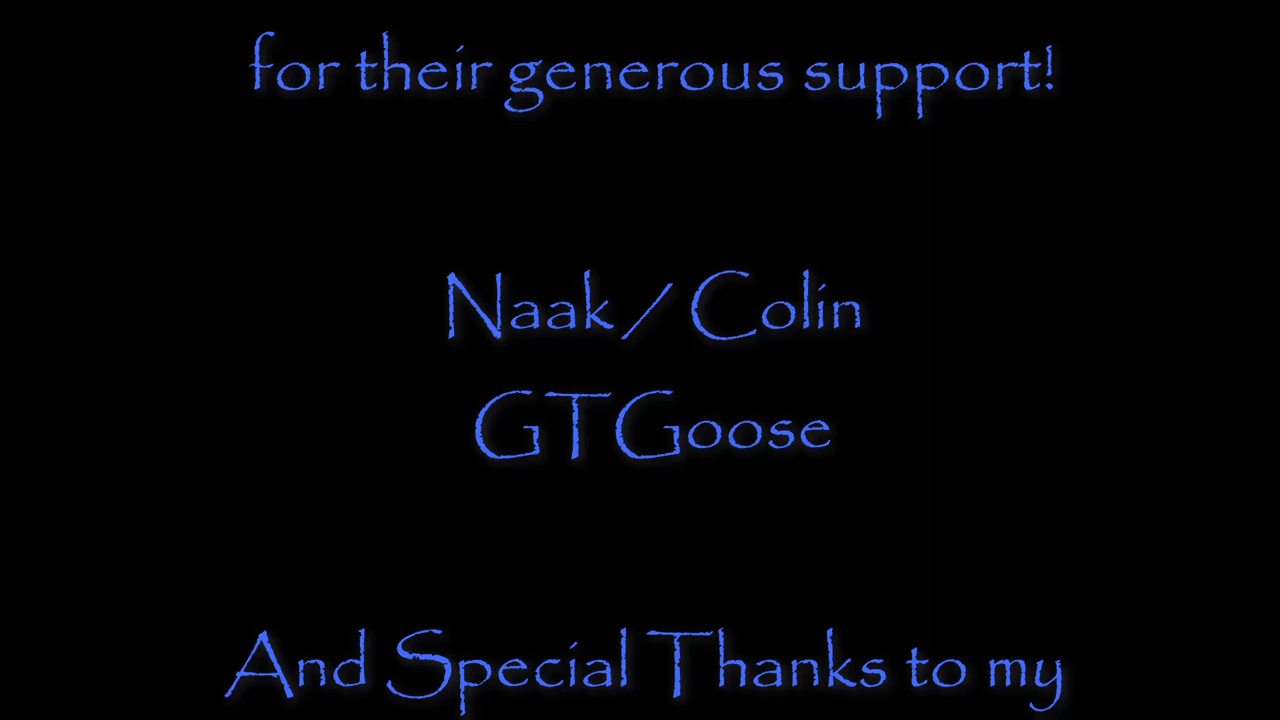 for their generous support!
Naak / Colin
GTGoose
And Special Thanks to my